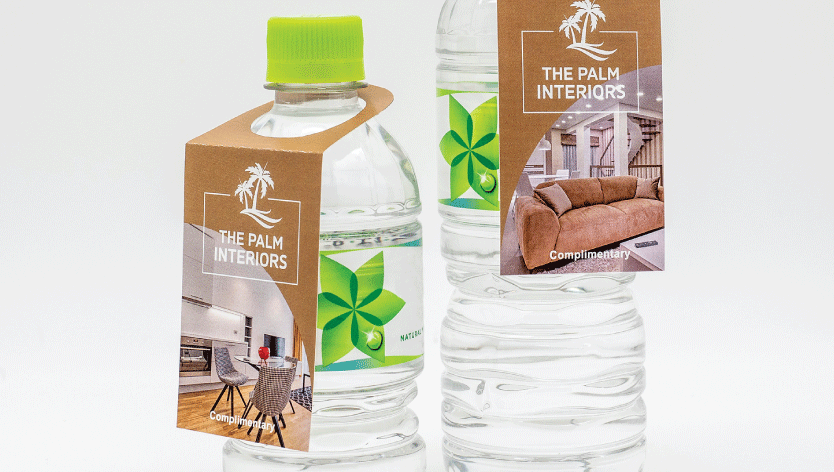 THE PALM
INTERIORS
Complimentary
NATURAL
THE PALM
INTERIORS
Complimentary